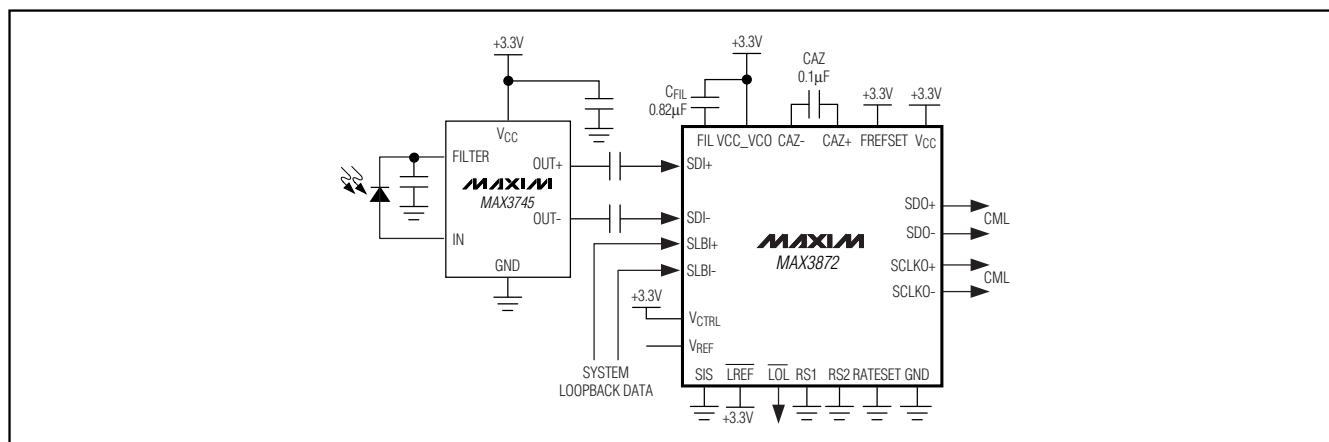 +3.3V
+3.3V
CAZ
0.1μF
CFIL
0.82μF
+3.3V
+3.3V
VCC
FILTER
OUT+
MAXIM
MAX3745
OUT-
IN
GND
FIL
VCC_VCO
CAZ-
CAZ+
FREFSET
VCC
SDI+
SDI-
SLBI+
SLBI-
+3.3V
VCTRL
VREF
MAXIM
MAX3872
SDO+
SDO-
CML
SCLKO+
SCLKO-
CML
SIS
LREF
LOL
RS1
RS2
RATESET
GND
+3.3V
SYSTEM
LOOPBACK DATA